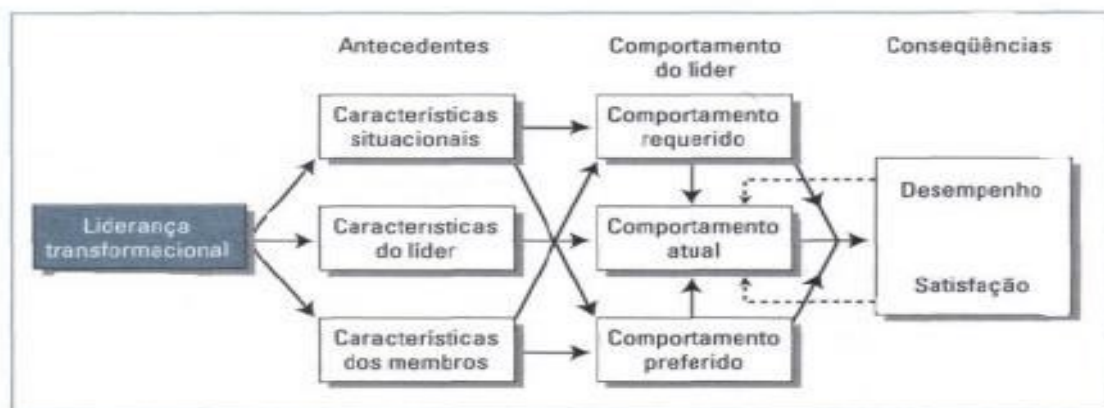 Antecedentes
Comportamento
do líder
Conseqüências
Características
situacionais
Comportamento
requerido
Liderança
transformacional
Características
do líder
Comportamento
atual
Desempenho
Satisfação
Características
dos membros
Comportamento
preferido